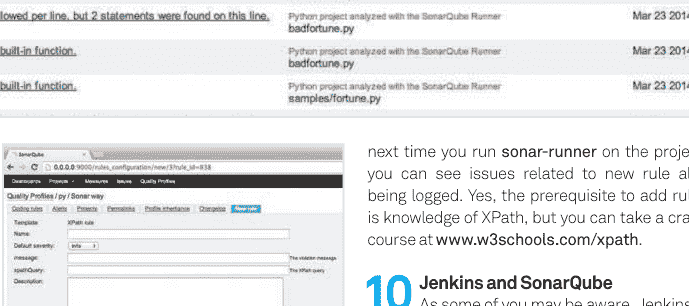 lowed per line, but 2 statements were found on this line.
Python project analyzed with the SonarQube Runner
badfortune.py
Mar 23 2014
built-in function.
Python project analyzed with the SonarQube Runner
badfortune.py
Mar 23 2014
built-in function.
Python project analyzed with the SonarQube Runner
samples/fortune.py
Mar 23 2014
SonarQube
0.0.0.0:9000/rules_configuration/new/3?rule_id=838
Dashboards Projects Measures Issues Quality Profiles
Quality Profiles / py / Sonar way
Coding rules Alerts Projects Permalinks Profile inheritance Changelog
Template: XPath rule
Name:
Default severity: Info
message: The violation message.
xpathQuery: The XPath query
Description:
next time you run sonar-runner on the proje
you can see issues related to new rule al
being logged. Yes, the prerequisite to add rul
is knowledge of XPath, but you can take a cra
course at www.w3schools.com/xpath.
10 Jenkins and SonarQube
As some of you may be aware, Jenkins